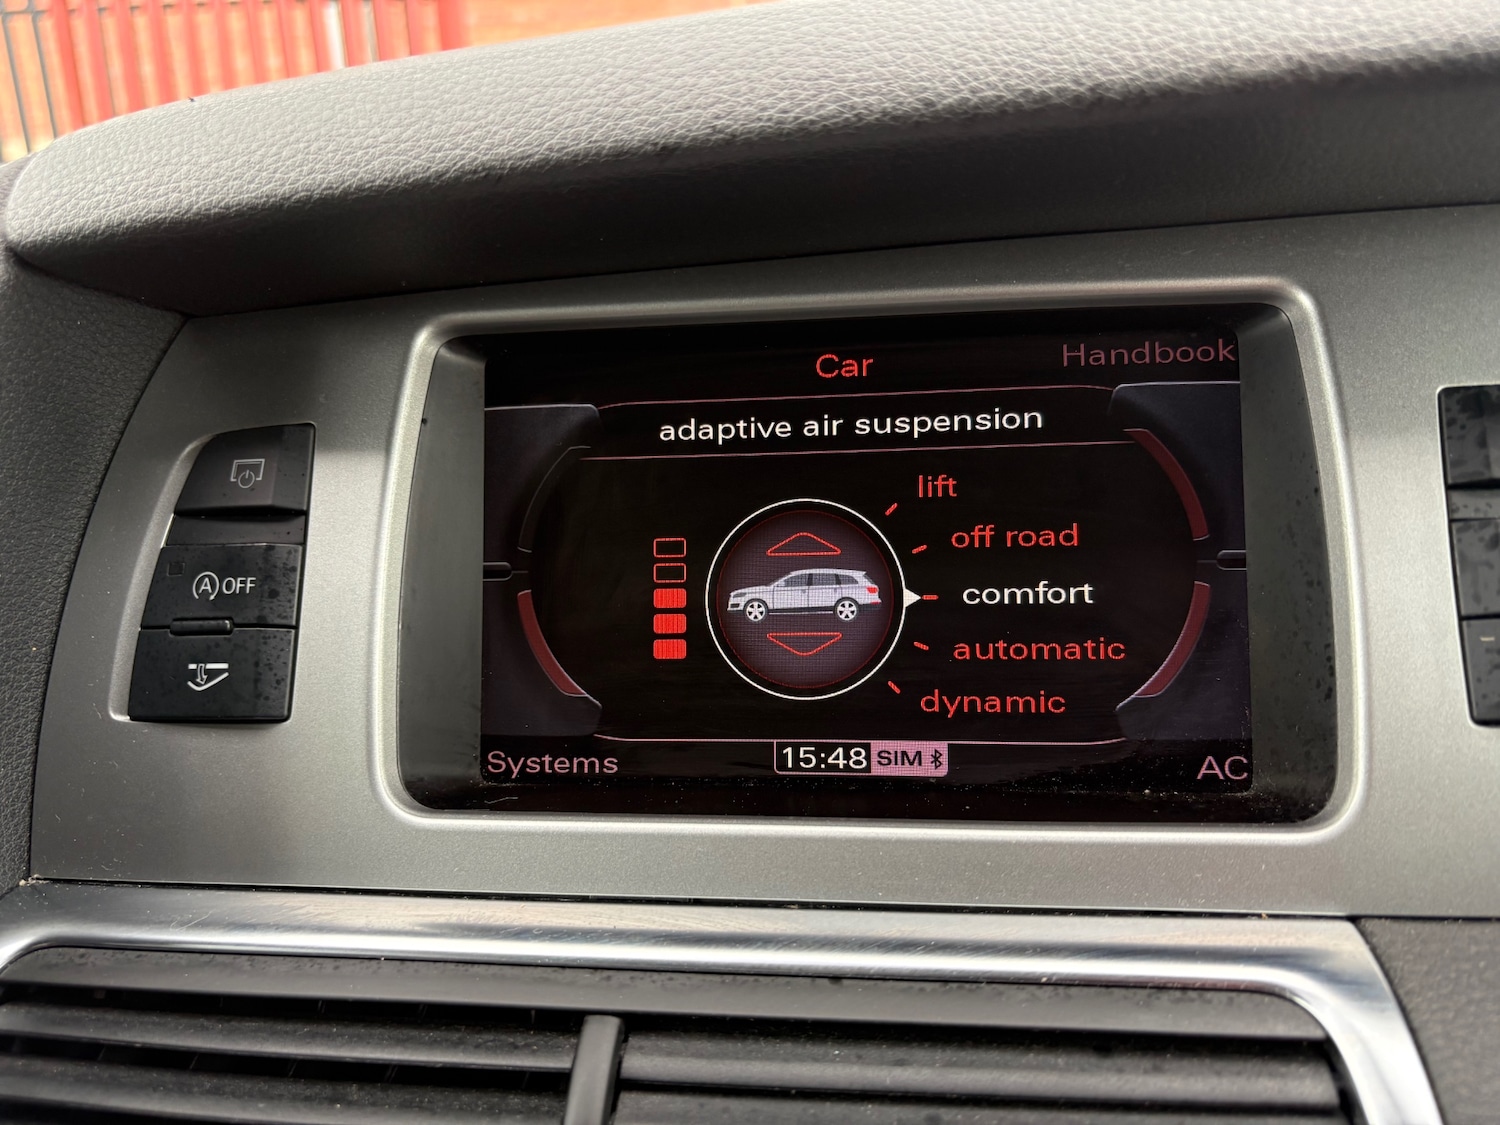 Car
Handbook
adaptive air suspension
lift
off road
comfort
automatic
dynamic
Systems
15:48 SIM
AC
A OFF